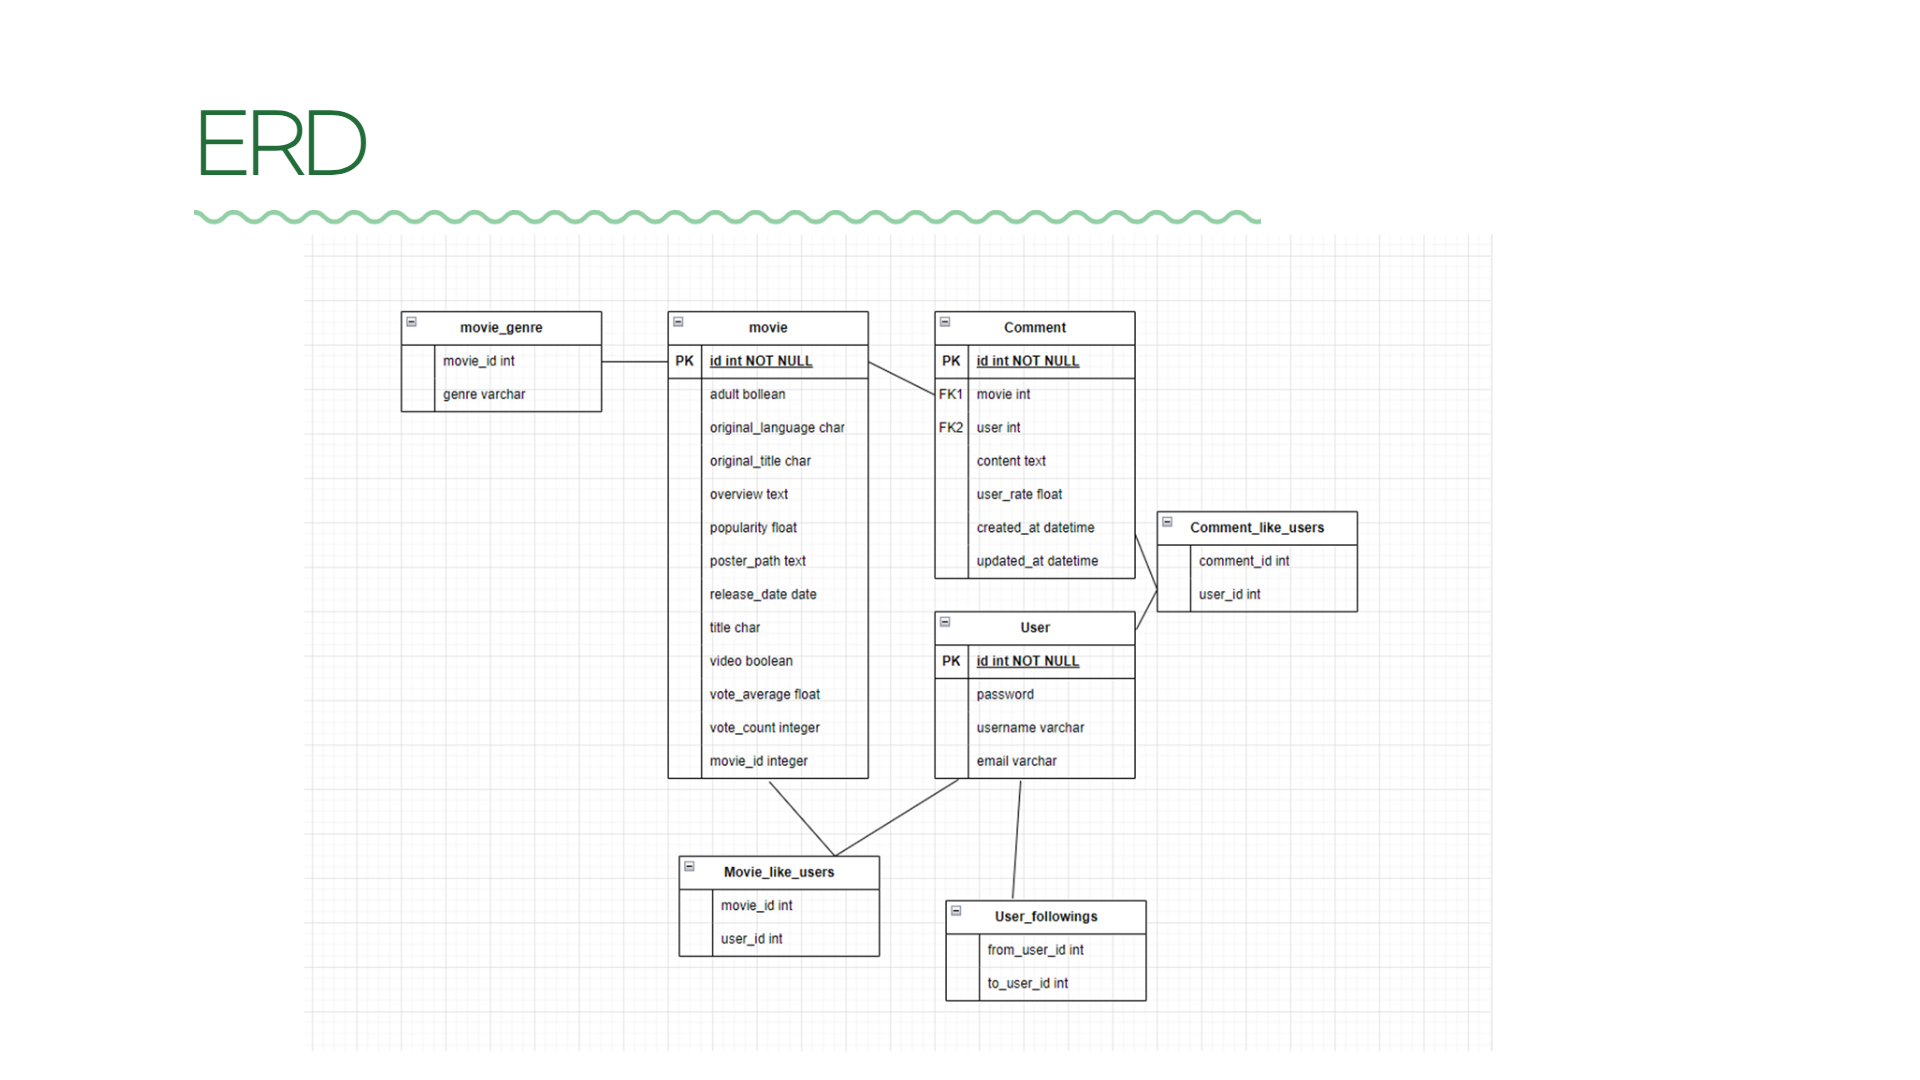 ERD
movie_genre
movie_id int
genre varchar
movie
PK id int NOT NULL
adult bollean
original_language char
original_title char
overview text
popularity float
poster_path text
release_date date
title char
video boolean
vote_average float
vote_count integer
movie_id integer
Comment
PK id int NOT NULL
FK1 movie int
FK2 user int
content text
user_rate float
created_at datetime
updated_at datetime
Comment_like_users
comment_id int
user_id int
User
PK id int NOT NULL
password
username varchar
email varchar
Movie_like_users
movie_id int
user_id int
User_followings
from_user_id int
to_user_id int